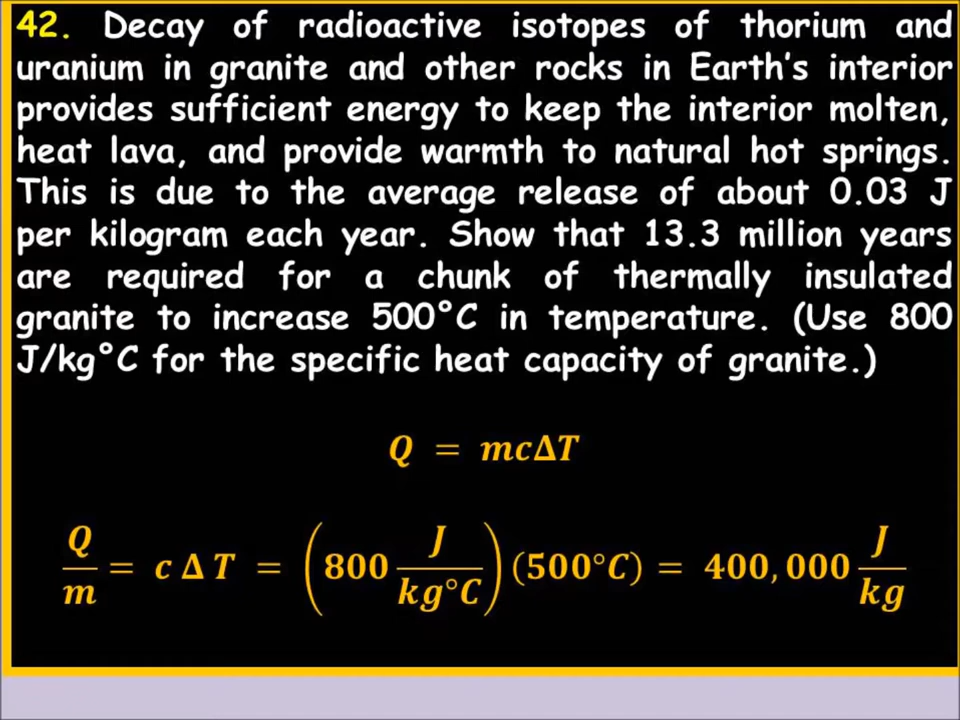 42. Decay of radioactive isotopes of thorium and
uranium in granite and other rocks in Earth's interior
provides sufficient energy to keep the interior molten,
heat lava, and provide warmth to natural hot springs.
This is due to the average release of about 0.03 J
per kilogram each year. Show that 13.3 million years
are required for a chunk of thermally insulated
granite to increase 500°C in temperature. (Use 800
J/kg°C for the specific heat capacity of granite.)
Q = mcΔT
Q/m = c Δ T = (800 J/kg°C) (500°C) = 400,000 J/kg